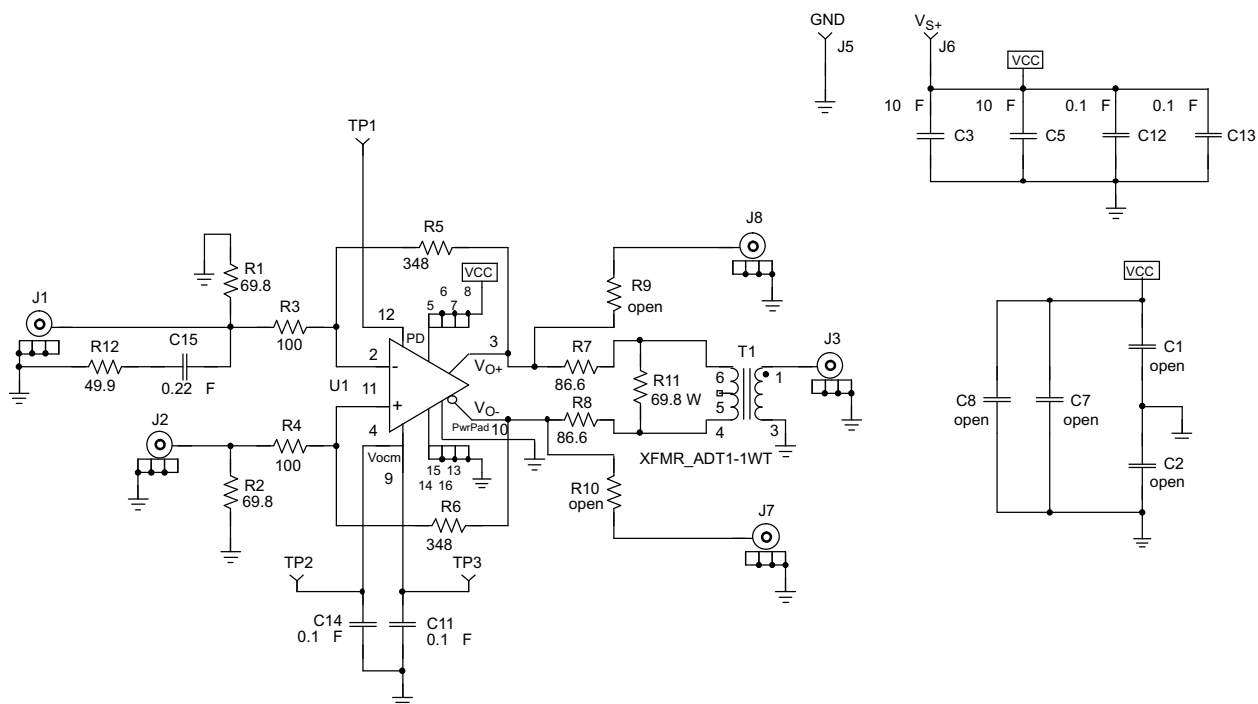 GND
J5
VS+
J6
VCC
10 F
C3
10 F
C5
0.1 F
C12
0.1 F
C13
TP1
R5
348
VCC
6 8
5 7
J8
R9
open
R1
69.8
J1
R3
100
R12
49.9
C15
0.22 F
12
PD
2
-
U1
11
+
4
Vocm
9
3
VO+
VO-
PwrPad
10
15 13
14 16
R7
86.6
R8
86.6
R11
69.8 W
T1
6
5
4
1
3
XFMR_ADT1-1WT
J3
J2
R4
100
R2
69.8
R6
348
R10
open
J7
TP2
TP3
C14
0.1 F
C11
0.1 F
VCC
C8
open
C7
open
C1
open
C2
open